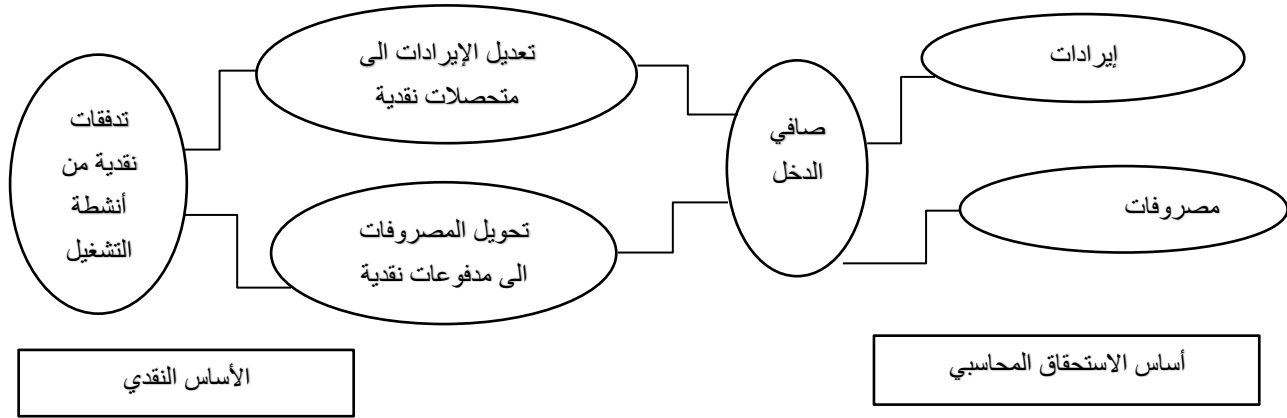 إيرادات
مصروفات
صافي
الدخل
تعديل الإيرادات الى
متحصلات نقدية
تحويل المصروفات
الى مدفوعات نقدية
تدفقات
نقدية من
أنشطة
التشغيل
أساس الاستحقاق المحاسبي
الأساس النقدي